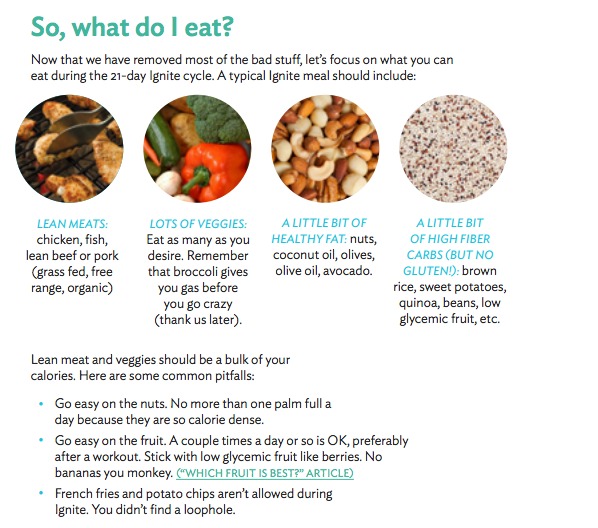 So, what do I eat?
Now that we have removed most of the bad stuff, let's focus on what you can
eat during the 21-day Ignite cycle. A typical Ignite meal should include:
LEAN MEATS:
chicken, fish,
lean beef or pork
(grass fed, free
range, organic)
LOTS OF VEGGIES:
Eat as many as you
desire. Remember
that broccoli gives
you gas before
you go crazy
(thank us later).
A LITTLE BIT OF
HEALTHY FAT: nuts,
coconut oil, olives,
olive oil, avocado.
A LITTLE BIT
OF HIGH FIBER
CARBS (BUT NO
GLUTEN!): brown
rice, sweet potatoes,
quinoa, beans, low
glycemic fruit, etc.
Lean meat and veggies should be a bulk of your
calories. Here are some common pitfalls:
• Go easy on the nuts. No more than one palm full a
day because they are so calorie dense.
• Go easy on the fruit. A couple times a day or so is OK, preferably
after a workout. Stick with low glycemic fruit like berries. No
bananas you monkey. ("WHICH FRUIT IS BEST?" ARTICLE)
• French fries and potato chips aren't allowed during
Ignite. You didn't find a loophole.